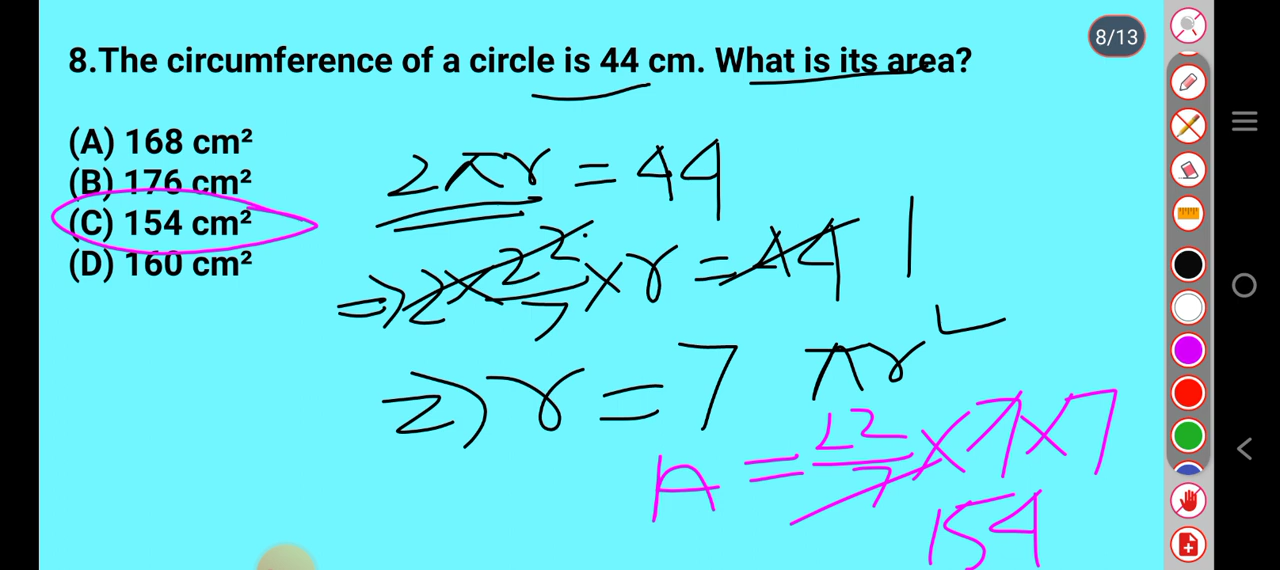 8/13
8.The circumference of a circle is 44 cm. What is its area?
(A) 168 cm²
(B) 176 cm²
(C) 154 cm²
(D) 160 cm²
2πr = 44
=> 2 × 22/7 × r = 44 1
=> r = 7
πr²
A = 22/7 × 7 × 7
154